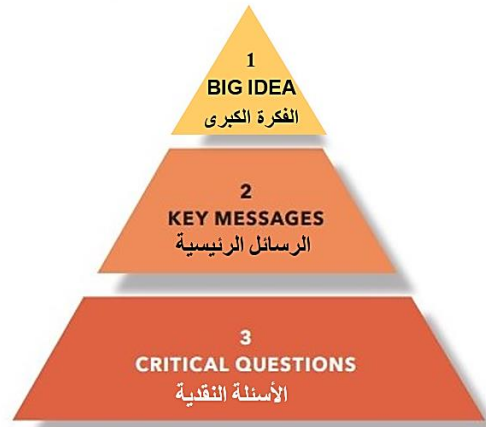 1
BIG IDEA
الفكرة الكبرى
2
KEY MESSAGES
الرسائل الرئيسية
3
CRITICAL QUESTIONS
الأسئلة النقدية